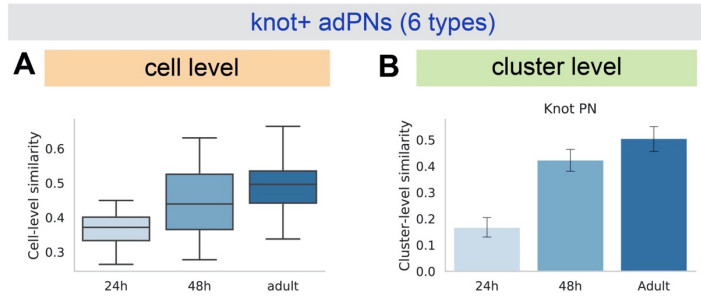 knot+ adPNs (6 types)
A
cell level
B
cluster level
Cell-level similarity
0.6
0.5
0.4
0.3
24h
48h
adult
Knot PN
Cluster-level similarity
0.5
0.4
0.3
0.2
0.1
0.0
24h
48h
Adult